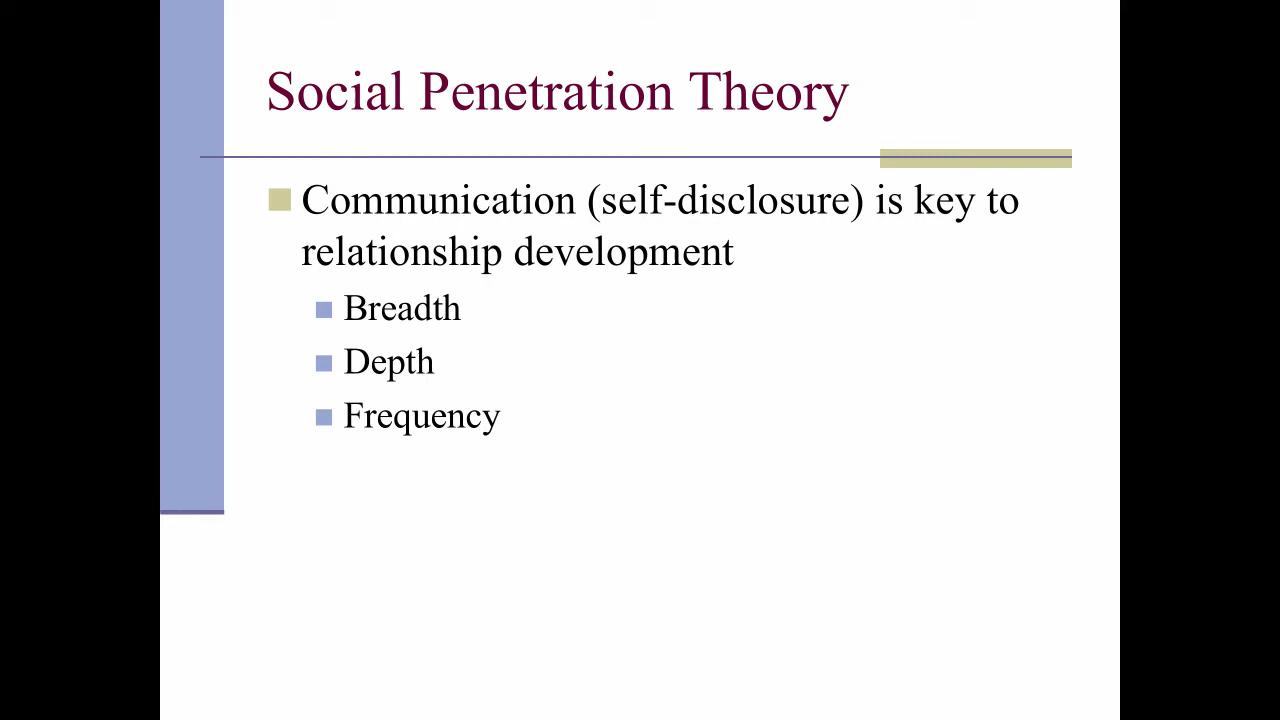 Social Penetration Theory
Communication (self-disclosure) is key to
relationship development
Breadth
Depth
Frequency